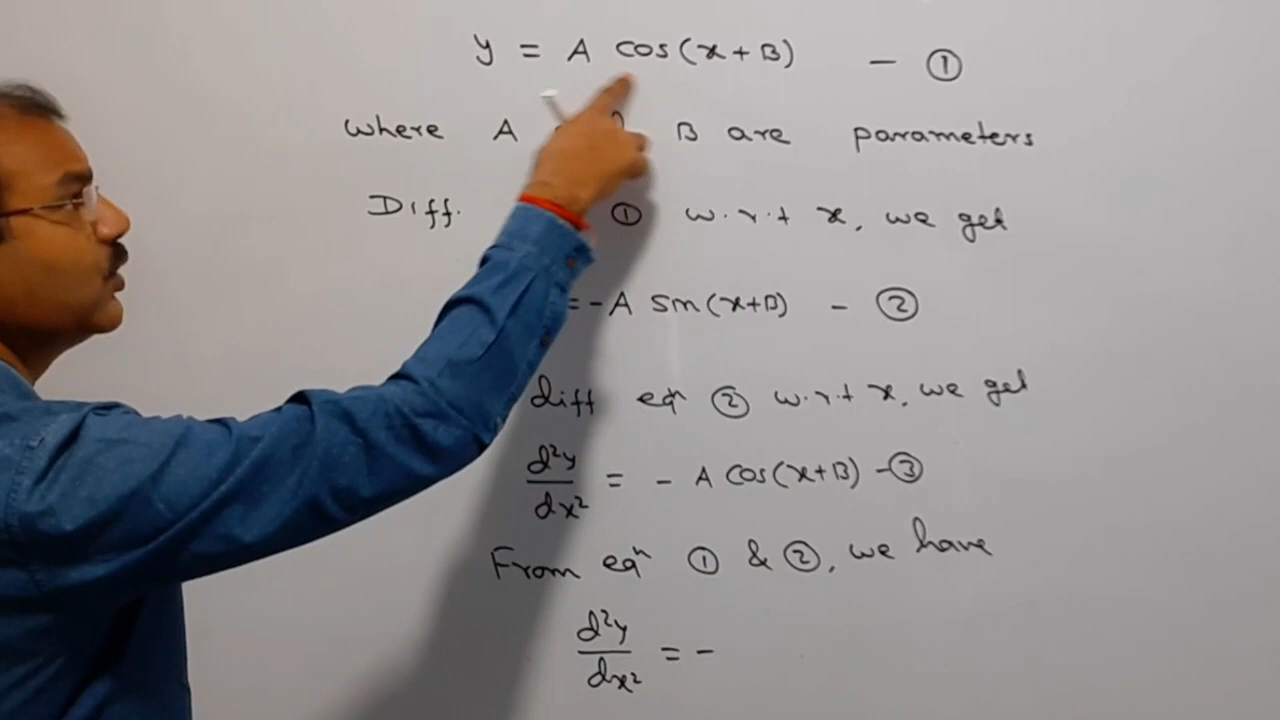 y = A cos(x+B) - ①
where A B are parameters
Diff. ① w.r.t x, we get
= -A sin(x+B) - ②
diff eqⁿ ② w.r.t x, we get
d²y/dx² = - A cos(x+B) - ③
From eqⁿ ① & ②, we have
d²y/dx² = -